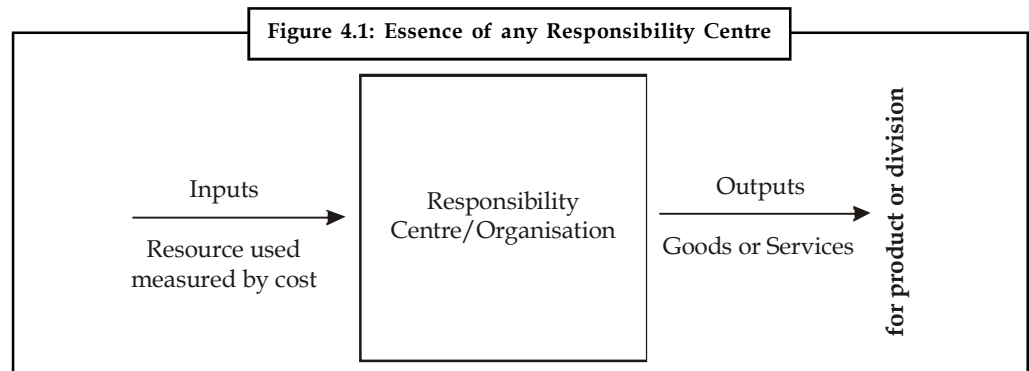 Figure 4.1: Essence of any Responsibility Centre
Inputs
Resource used
measured by cost
Responsibility
Centre/Organisation
Outputs
Goods or Services
for product or division